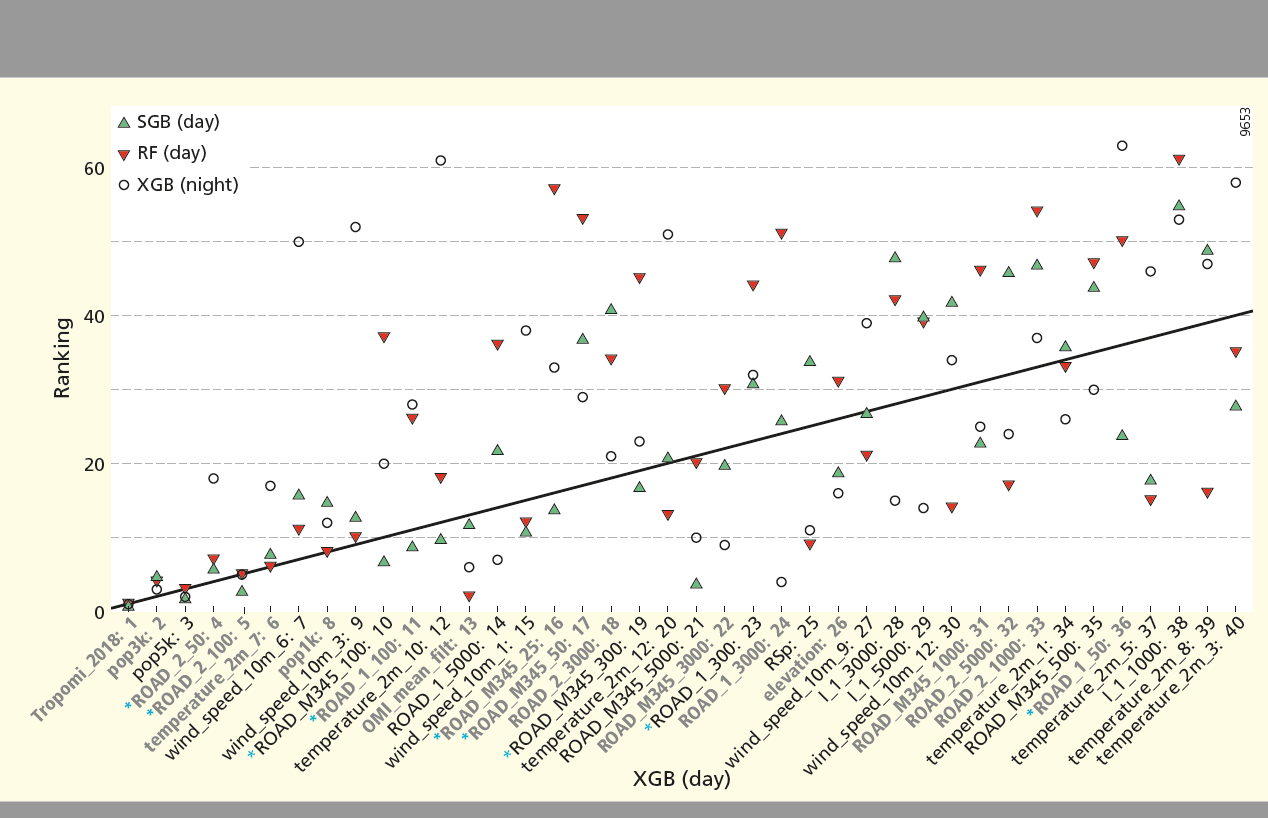 SGB (day)
RF (day)
XGB (night)
9653
60
40
20
0
Ranking
Tropomi_2018: 1
pop3k: 2
pop5k: 3
*ROAD_2_50: 4
*ROAD_2_100: 5
temperature_2m_7: 6
wind_speed_10m_6: 7
pop1k: 8
wind_speed_10m_3: 9
*ROAD_M345_100: 10
*ROAD_1_100: 11
temperature_2m_10: 12
OMI_mean_filt: 13
ROAD_1_5000: 14
wind_speed_10m_1: 15
*ROAD_M345_25: 16
*ROAD_M345_50: 17
ROAD_2_3000: 18
*ROAD_M345_300: 19
temperature_2m_12: 20
ROAD_M345_5000: 21
ROAD_M345_3000: 22
*ROAD_1_300: 23
ROAD_1_3000: 24
RSp: 25
elevation: 26
wind_speed_10m_9: 27
I_1_3000: 28
I_1_5000: 29
wind_speed_10m_12: 30
ROAD_M345_1000: 31
ROAD_2_5000: 32
ROAD_2_1000: 33
temperature_2m_1: 34
ROAD_M345_500: 35
*ROAD_1_50: 36
temperature_2m_5: 37
I_1_1000: 38
temperature_2m_8: 39
temperature_2m_3: 40
XGB (day)